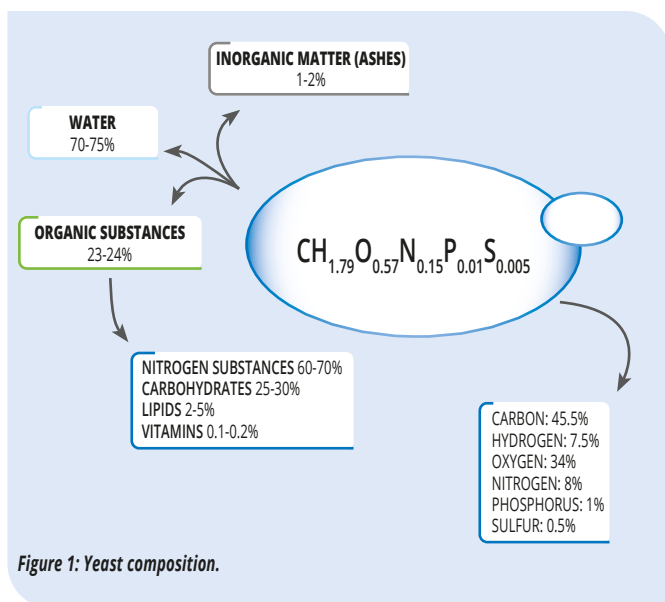 INORGANIC MATTER (ASHES)
1-2%
WATER
70-75%
ORGANIC SUBSTANCES
23-24%
CH1.79O0.57N0.15P0.01S0.005
NITROGEN SUBSTANCES 60-70%
CARBOHYDRATES 25-30%
LIPIDS 2-5%
VITAMINS 0.1-0.2%
CARBON: 45.5%
HYDROGEN: 7.5%
OXYGEN: 34%
NITROGEN: 8%
PHOSPHORUS: 1%
SULFUR: 0.5%
Figure 1: Yeast composition.